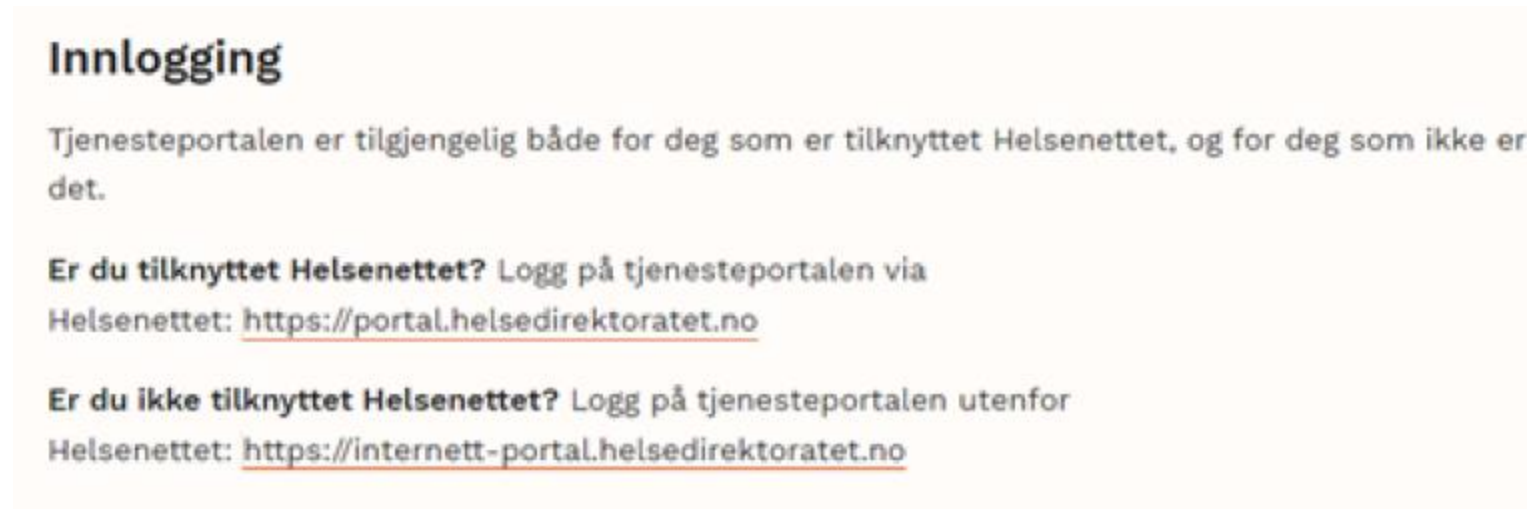 Innlogging
Tjenesteportalen er tilgjengelig både for deg som er tilknyttet Helsenettet, og for deg som ikke er
det.
Er du tilknyttet Helsenettet? Logg på tjenesteportalen via
Helsenettet: https://portal.helsedirektoratet.no
Er du ikke tilknyttet Helsenettet? Logg på tjenesteportalen utenfor
Helsenettet: https://internett-portal.helsedirektoratet.no